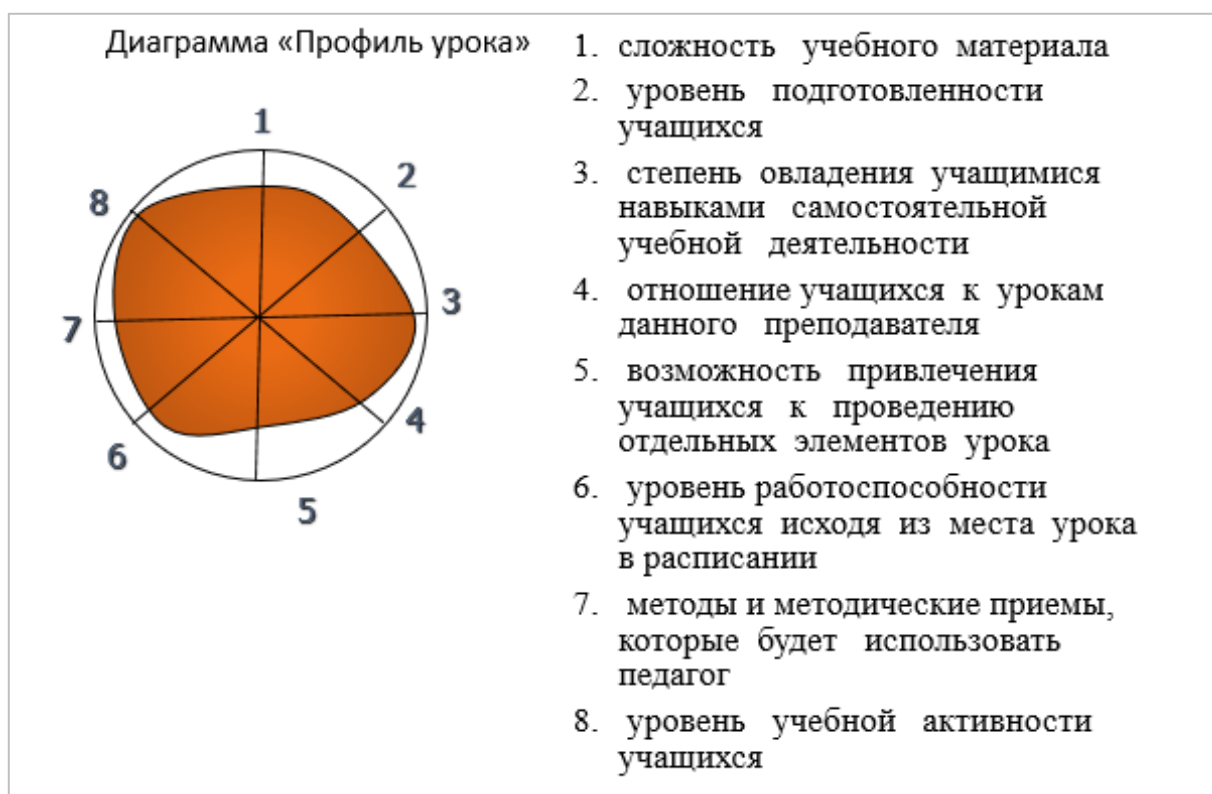 Диаграмма «Профиль урока»
1
2
3
4
5
6
7
8
1. сложность учебного материала
2. уровень подготовленности
учащихся
3. степень овладения учащимися
навыками самостоятельной
учебной деятельности
4. отношение учащихся к урокам
данного преподавателя
5. возможность привлечения
учащихся к проведению
отдельных элементов урока
6. уровень работоспособности
учащихся исходя из места урока
в расписании
7. методы и методические приемы,
которые будет использовать
педагог
8. уровень учебной активности
учащихся